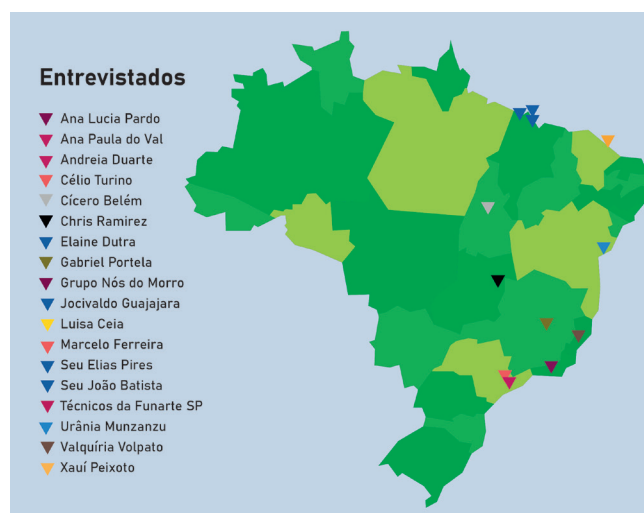 Entrevistados
Ana Lucia Pardo
Ana Paula do Val
Andreia Duarte
Célio Turino
Cícero Belém
Chris Ramirez
Elaine Dutra
Gabriel Portela
Grupo Nós do Morro
Jocivaldo Guajajara
Luisa Ceia
Marcelo Ferreira
Seu Elias Pires
Seu João Batista
Técnicos da Funarte SP
Urânia Munzanzu
Valquíria Volpato
Xauí Peixoto